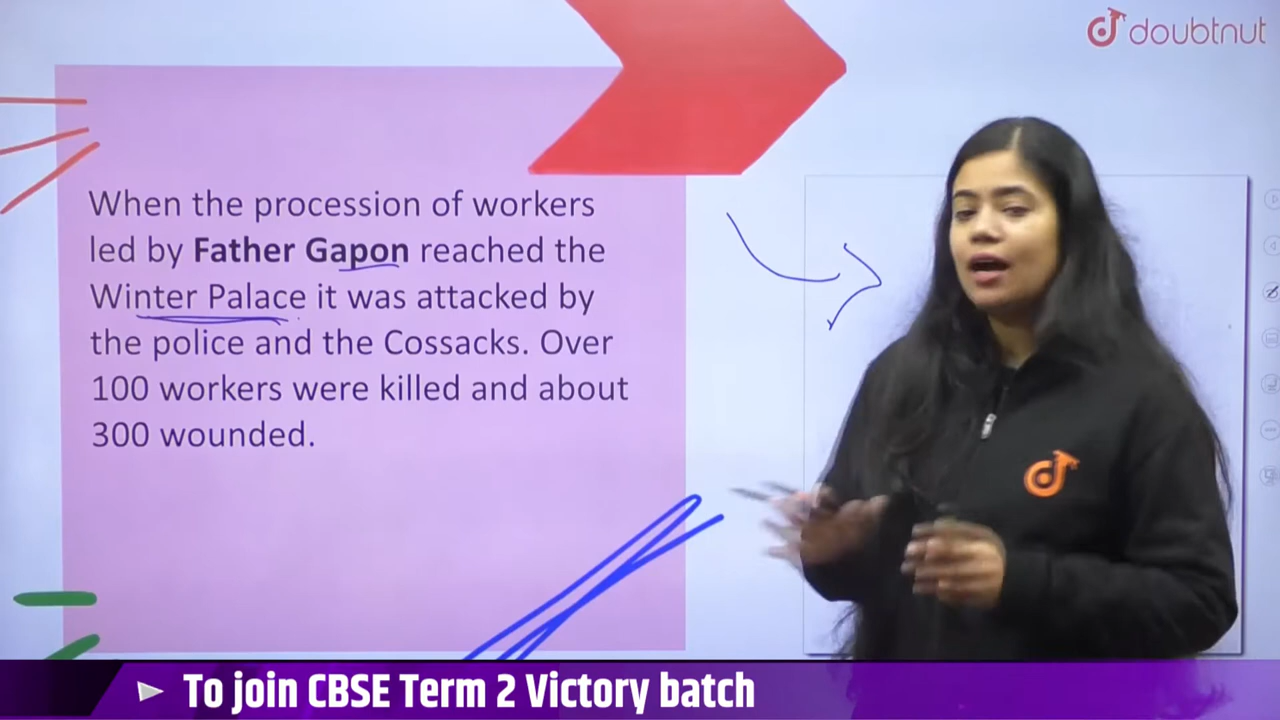 doubtnut
When the procession of workers
led by Father Gapon reached the
Winter Palace it was attacked by
the police and the Cossacks. Over
100 workers were killed and about
300 wounded.
To join CBSE Term 2 Victory batch